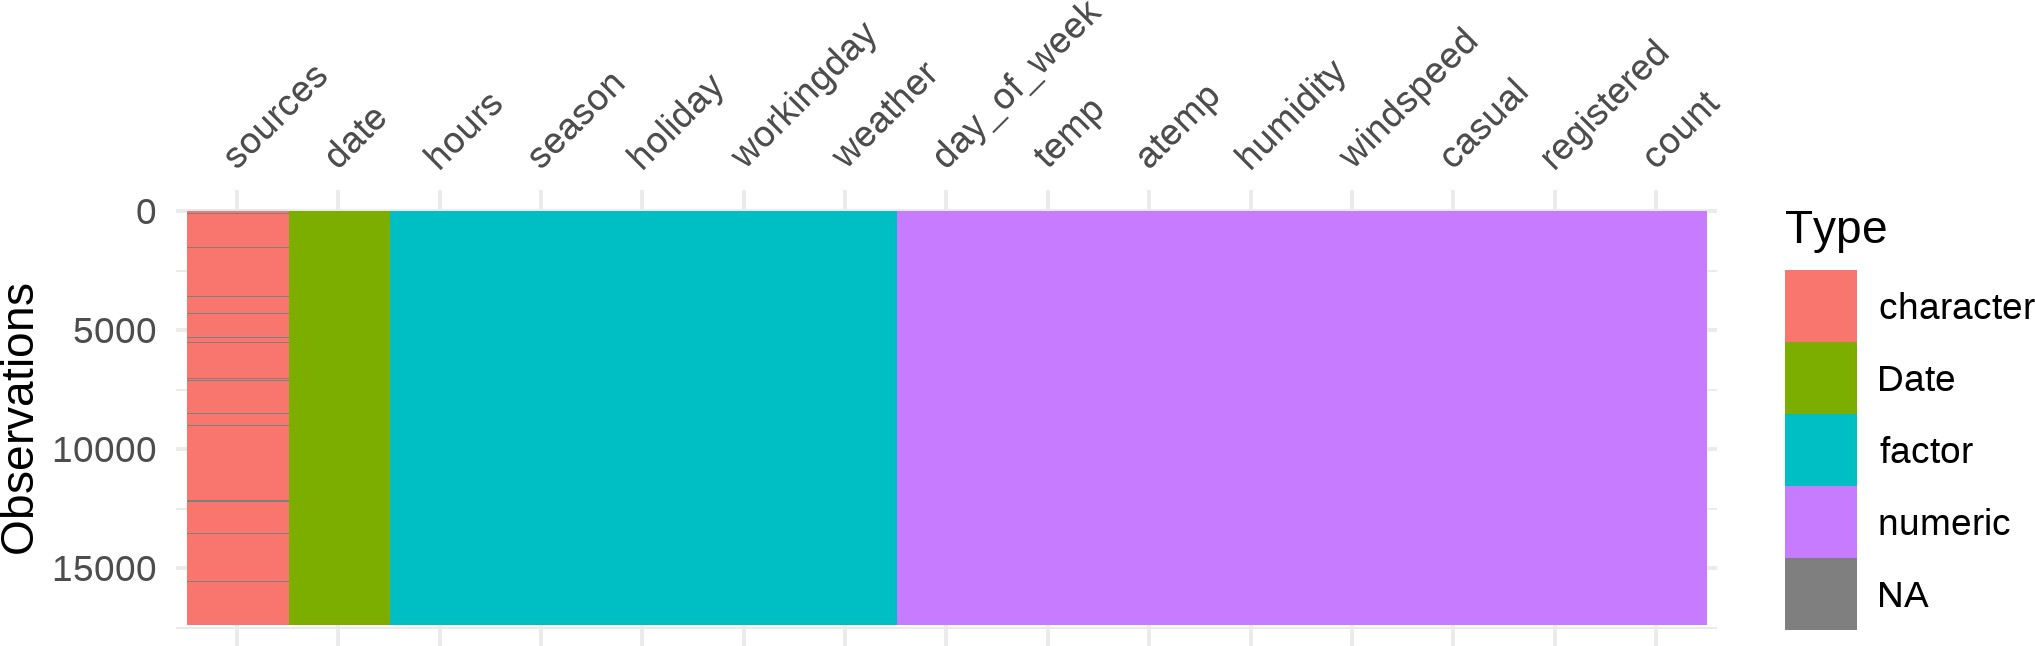 sources
date
hours
season
holiday
workingday
weather
day_of_week
temp
atemp
humidity
windspeed
casual
registered
count
0
5000
10000
15000
Observations
Type
character
Date
factor
numeric
NA